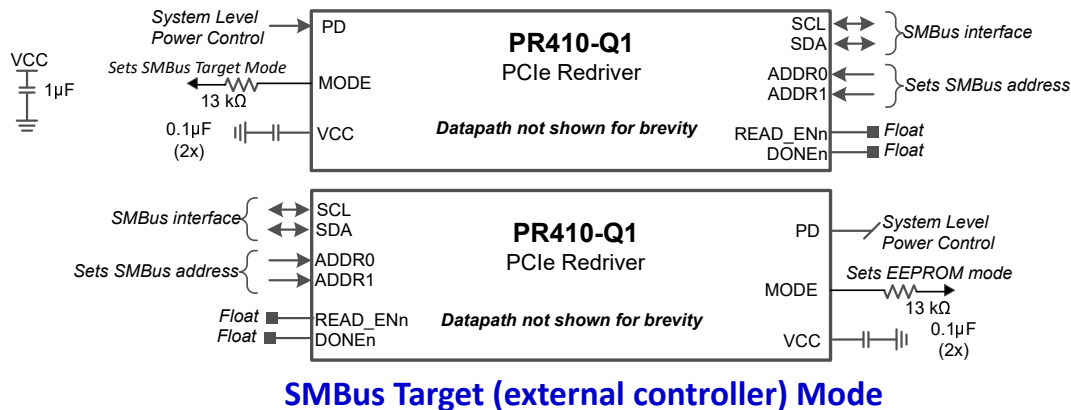 System Level
Power Control
PD
PR410-Q1
PCIe Redriver
SCL
SDA
SMBus interface
VCC
1µF
Sets SMBus Target Mode
13 kΩ
MODE
ADDR0
ADDR1
Sets SMBus address
0.1µF
(2x)
VCC
Datapath not shown for brevity
READ_ENn
Float
DONEn
Float
SMBus interface
SCL
SDA
PR410-Q1
PCIe Redriver
PD
System Level
Power Control
Sets SMBus address
ADDR0
ADDR1
Sets EEPROM mode
MODE
13 kΩ
Float
READ_ENn
Float
DONEn
Datapath not shown for brevity
VCC
0.1µF
(2x)
SMBus Target (external controller) Mode